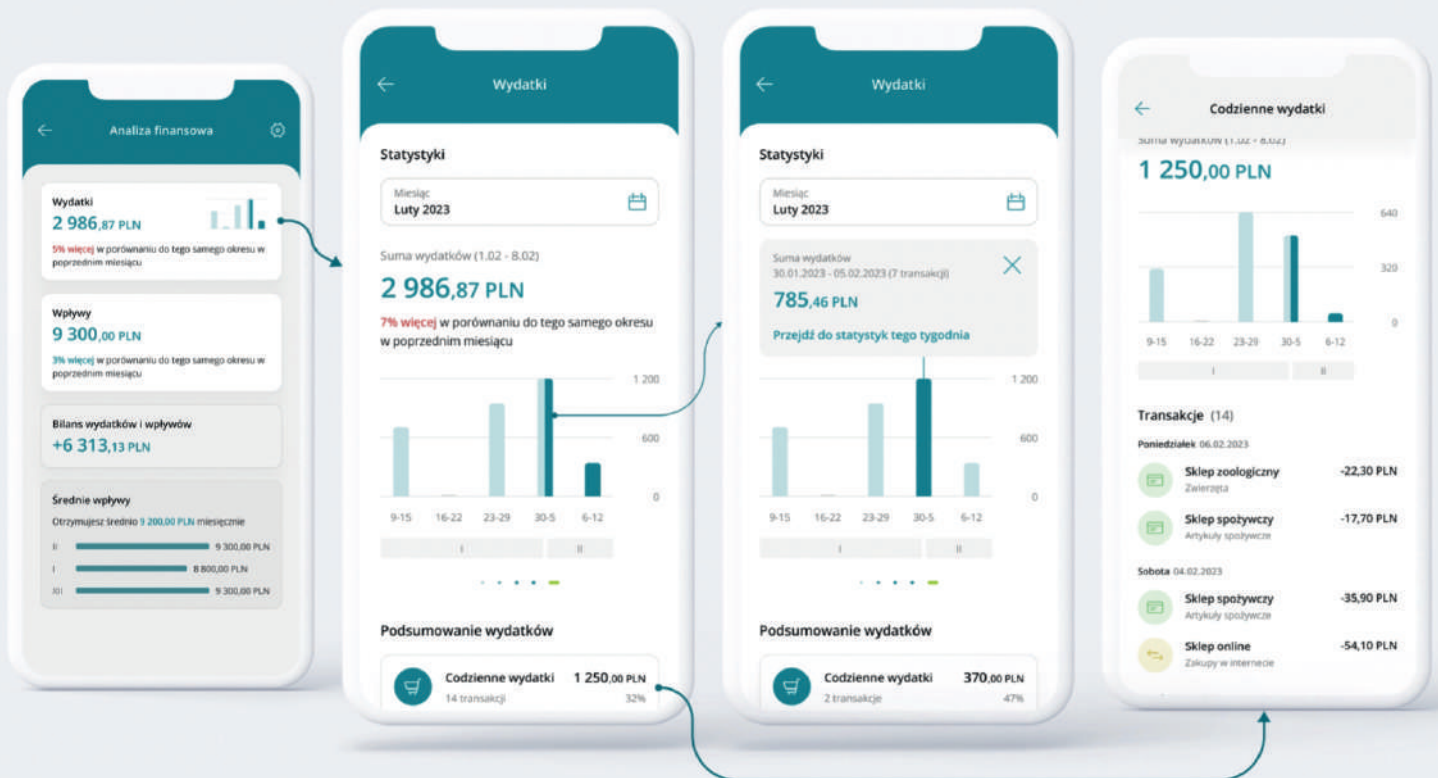 Analiza finansowa
Wydatki
2 986,87 PLN
5% więcej w porównaniu do tego samego okresu w
poprzednim miesiącu
Wpływy
9 300,00 PLN
3% więcej w porównaniu do tego samego okresu w
poprzednim miesiącu
Bilans wydatków i wpływów
+6 313,13 PLN
Średnie wpływy
Otrzymujesz średnio 9 200,00 PLN miesięcznie
II 9 300,00 PLN
I 8 800,00 PLN
9 300,00 PLN
Wydatki
Statystyki
Miesiąc
Luty 2023
Suma wydatków (1.02 - 8.02)
2 986,87 PLN
7% więcej w porównaniu do tego samego okresu
w poprzednim miesiącu
1 200
600
0
9-15 16-22 23-29 30-5 6-12
I II
Podsumowanie wydatków
Codzienne wydatki 1 250,00 PLN
14 transakcji 32%
Wydatki
Statystyki
Miesiąc
Luty 2023
Suma wydatków
30.01.2023 - 05.02.2023 (7 transakcji)
785,46 PLN
Przejdź do statystyk tego tygodnia
1 200
600
0
9-15 16-22 23-29 30-5 6-12
I II
Podsumowanie wydatków
Codzienne wydatki 370,00 PLN
2 transakcje 47%
Codzienne wydatki
Suma wydatków (1.02 - 8.02)
1 250,00 PLN
640
320
0
9-15 16-22 23-29 30-5 6-12
I II
Transakcje (14)
Poniedziałek 06.02.2023
Sklep zoologiczny -22,30 PLN
Zwierzęta
Sklep spożywczy -17,70 PLN
Artykuły spożywcze
Sobota 04.02.2023
Sklep spożywczy -35,90 PLN
Artykuły spożywcze
Sklep online -54,10 PLN
Zakupy w internecie